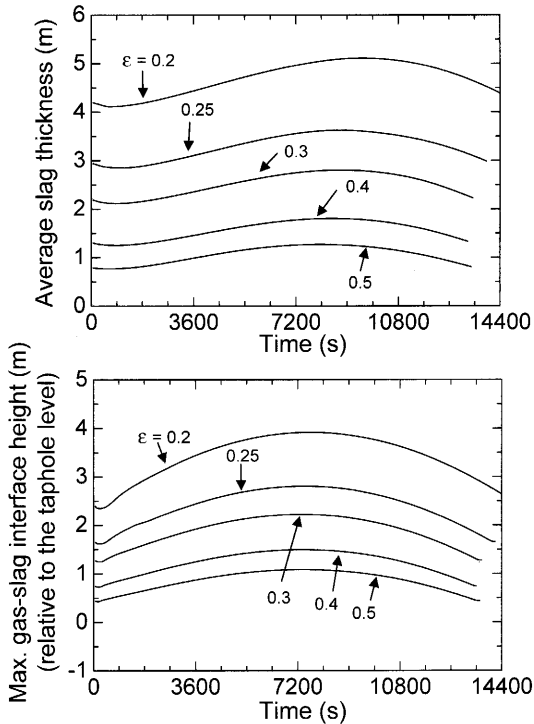 Average slag thickness (m)
6
5
4
3
2
1
0
ε = 0.2
0.25
0.3
0.4
0.5
0 3600 7200 10800 14400
Time (s)
Max. gas-slag interface height (m)
(relative to the taphole level)
5
4
3
2
1
0
-1
ε = 0.2
0.25
0.3
0.4
0.5
0 3600 7200 10800 14400
Time (s)